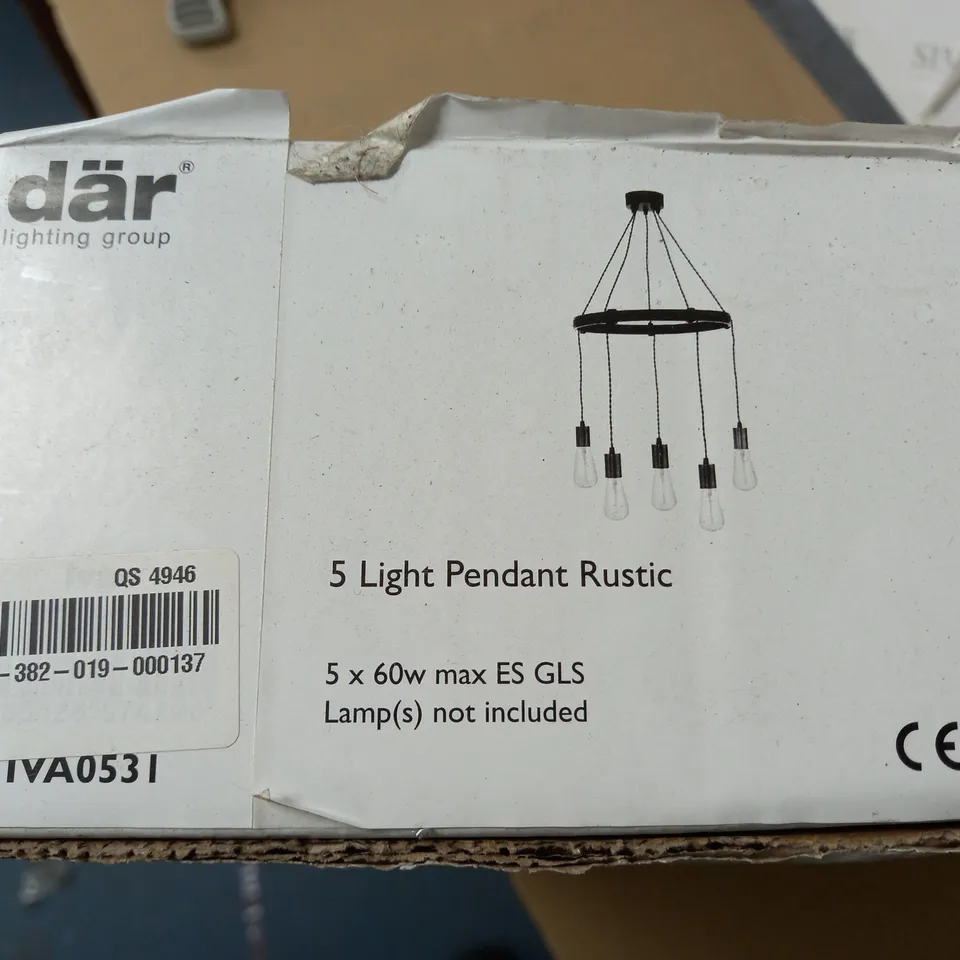 där®
lighting group
5 Light Pendant Rustic
5 x 60w max ES GLS
Lamp(s) not included
CE
QS 4946
-382-019-000137
IVA0531